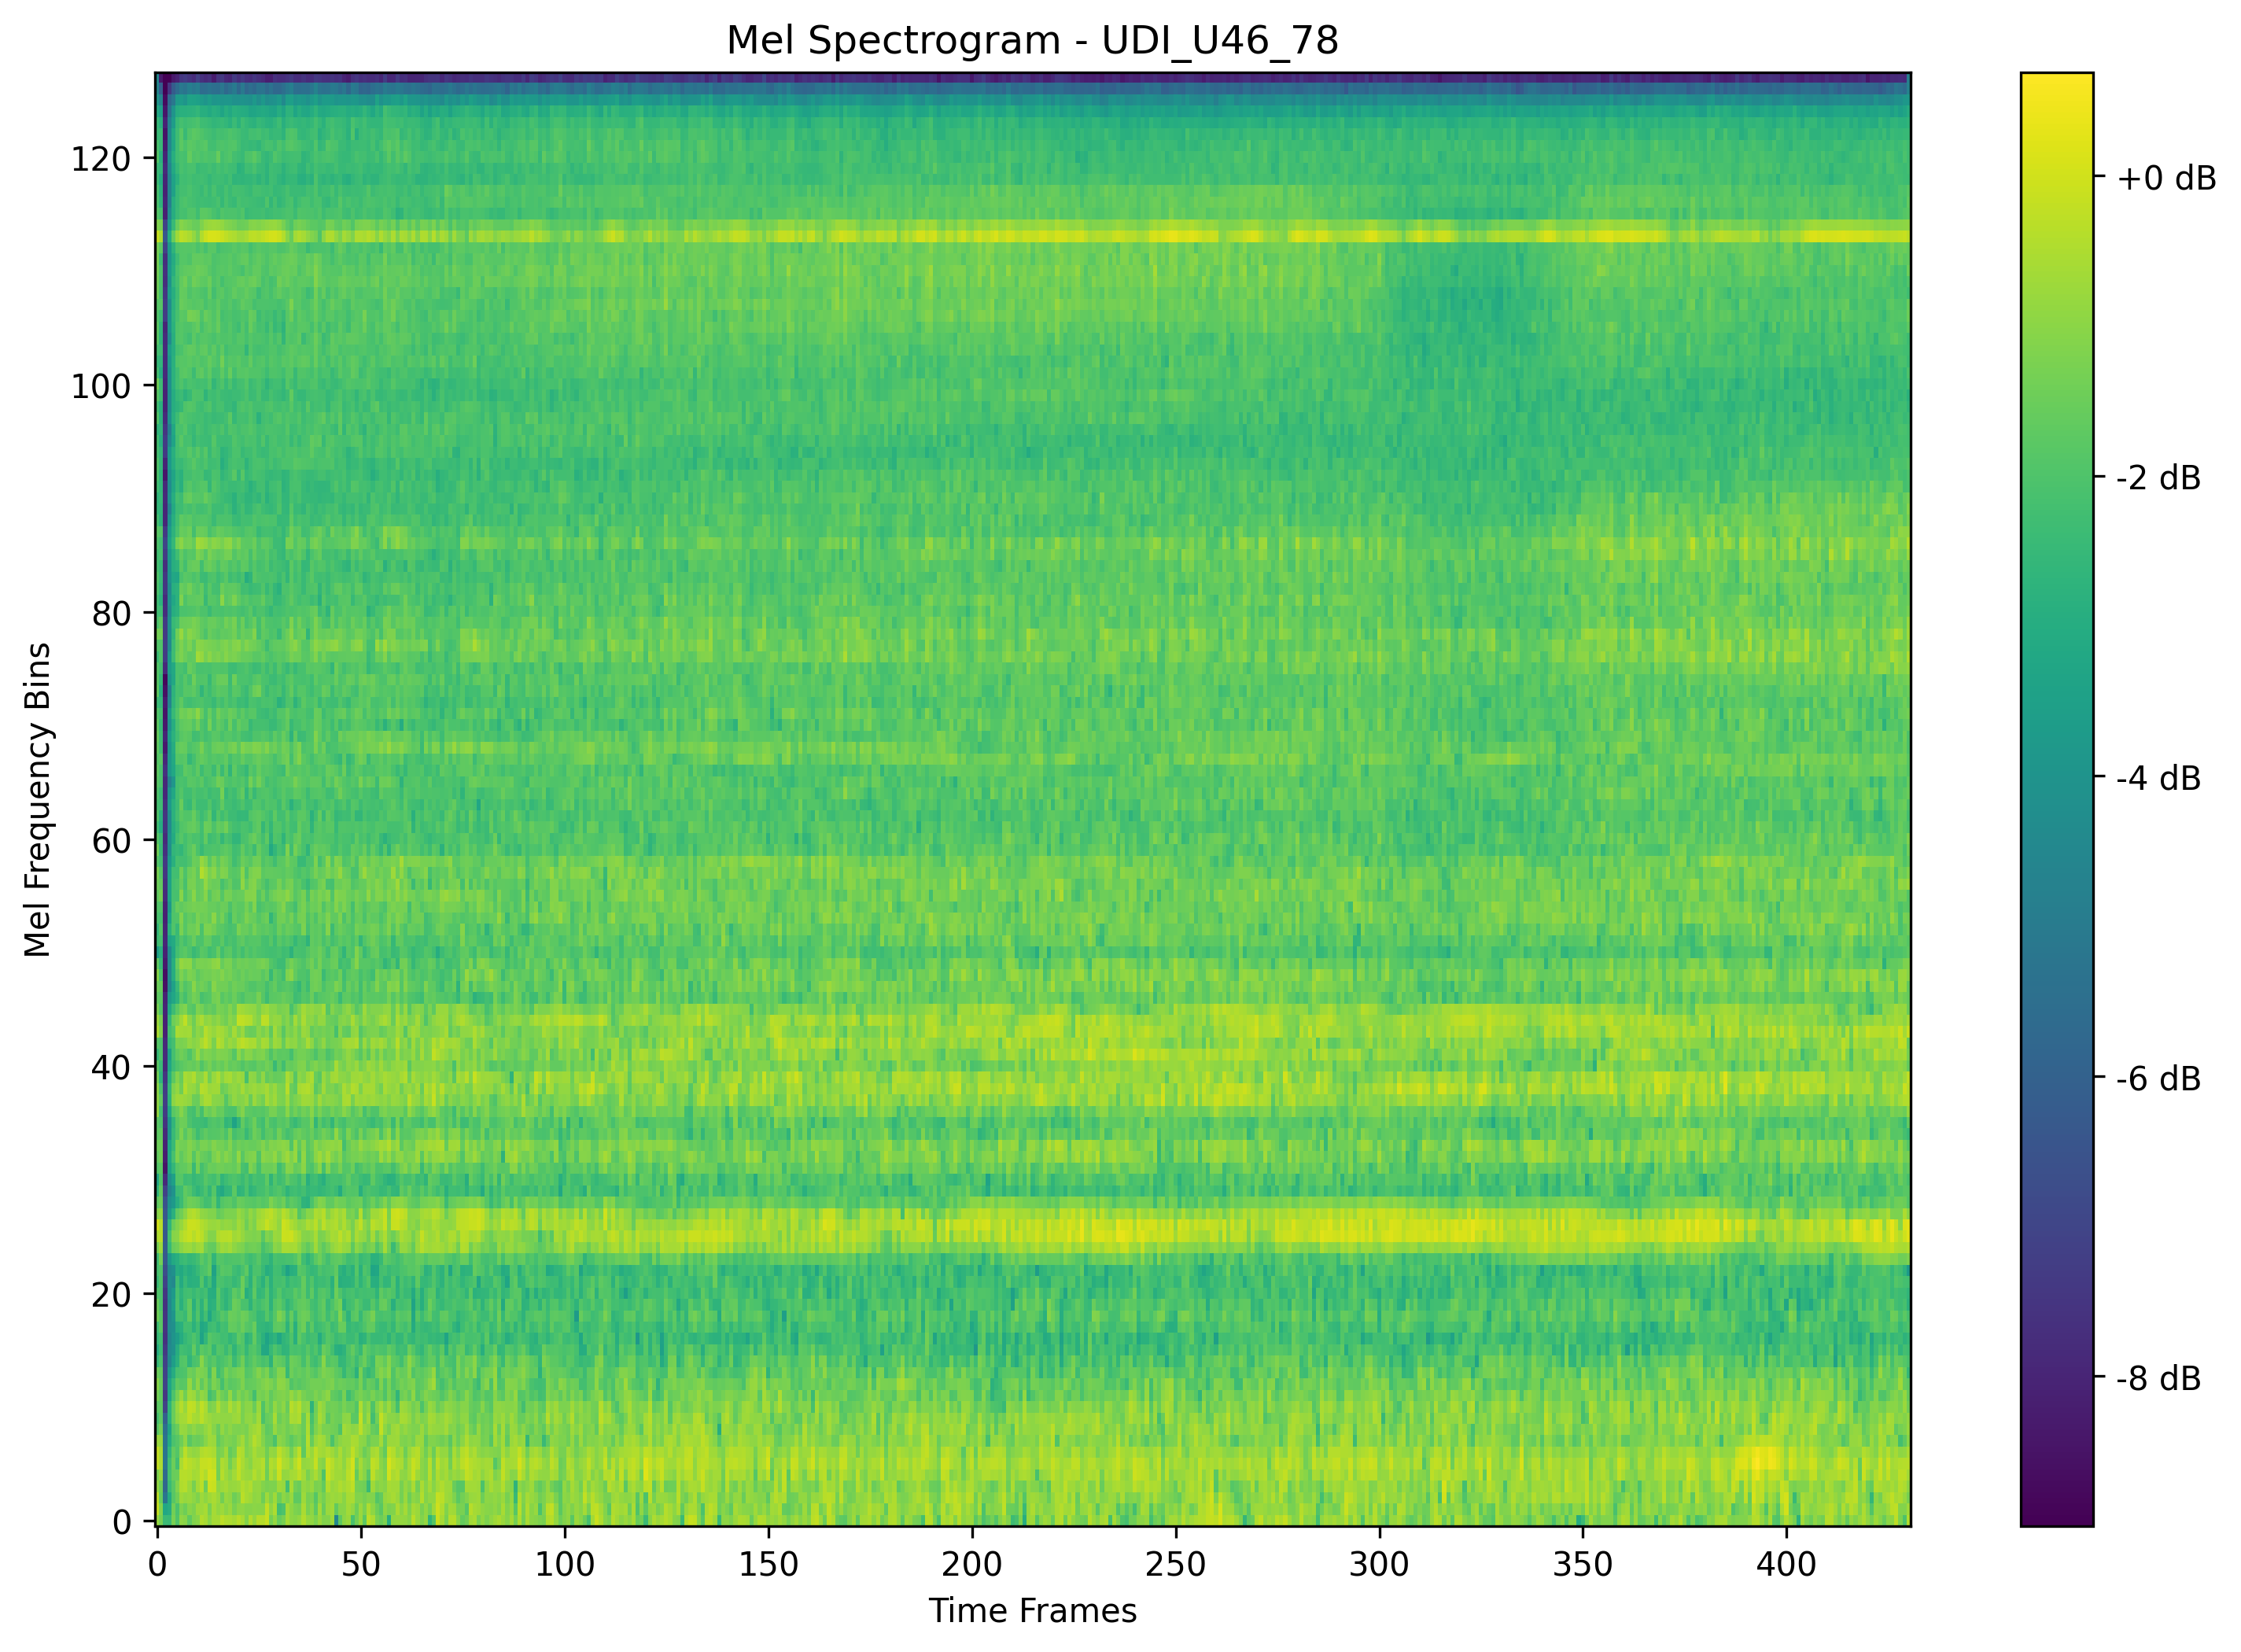 Mel Spectrogram - UDI_U46_78
120
100
80
60
40
20
0
Mel Frequency Bins
0 50 100 150 200 250 300 350 400
Time Frames
+0 dB
-2 dB
-4 dB
-6 dB
-8 dB